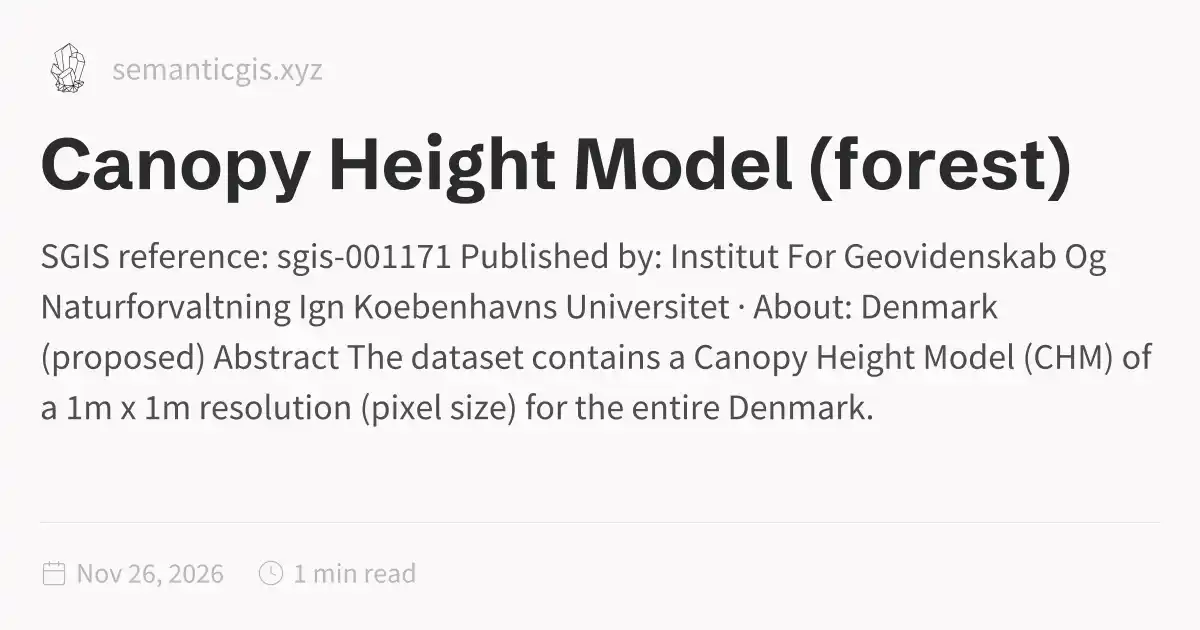 semanticgis.xyz
Canopy Height Model (forest)
SGIS reference: sgis-001171 Published by: Institut For Geovidenskab Og
Naturforvaltning Ign Koebenhavns Universitet · About: Denmark
(proposed) Abstract The dataset contains a Canopy Height Model (CHM) of
a 1m x 1m resolution (pixel size) for the entire Denmark.
Nov 26, 2026 1 min read